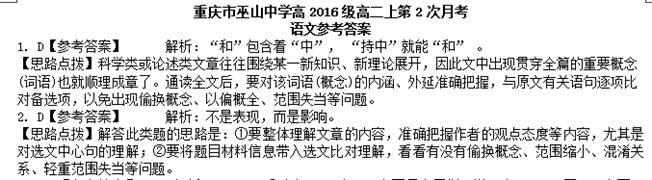 重庆市巫山中学高 2016 级高二上第 2 次月考
语文参考答案
1. D【参考答案】 解析：“和”包含着“中”， “持中”就能“和” 。
【思路点拨】科学类或论述类文章往往围绕某一新知识、新理论展开，因此文中出现贯穿全篇的重要概念
(词语)也就顺理成章了。通读全文后，要对该词语(概念)的内涵、外延准确把握，与原文有关语句逐项比
对备选项，以免出现偷换概念、以偏概全、范围失当等问题。
2. D【参考答案】 解析：不是表现，而是影响。
【思路点拨】解答此类题的思路是：①要整体理解文章的内容，准确把握作者的观点态度等内容，尤其是
对选文中心句的理解；②要将题目材料信息带入选文比对理解，看看有没有偷换概念、范围缩小、混淆关
系、轻重范围失当等问题。